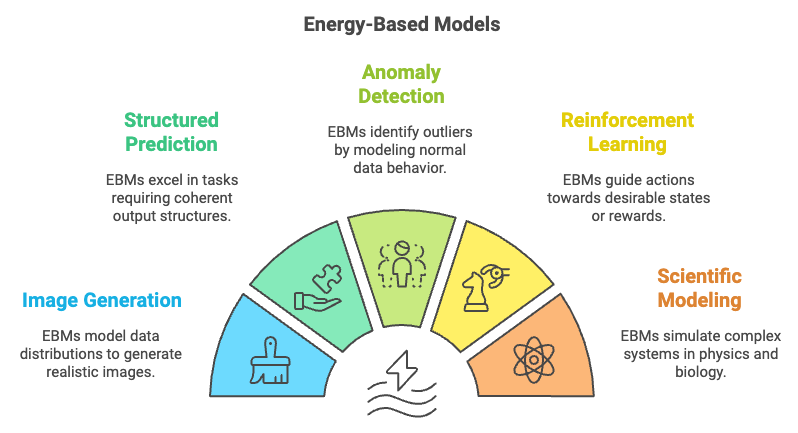 Energy-Based Models
Anomaly
Detection
EBMs identify outliers
by modeling normal
data behavior.
Structured
Prediction
EBMs excel in tasks
requiring coherent
output structures.
Reinforcement
Learning
EBMs guide actions
towards desirable states
or rewards.
Image Generation
EBMs model data
distributions to generate
realistic images.
Scientific
Modeling
EBMs simulate complex
systems in physics and
biology.